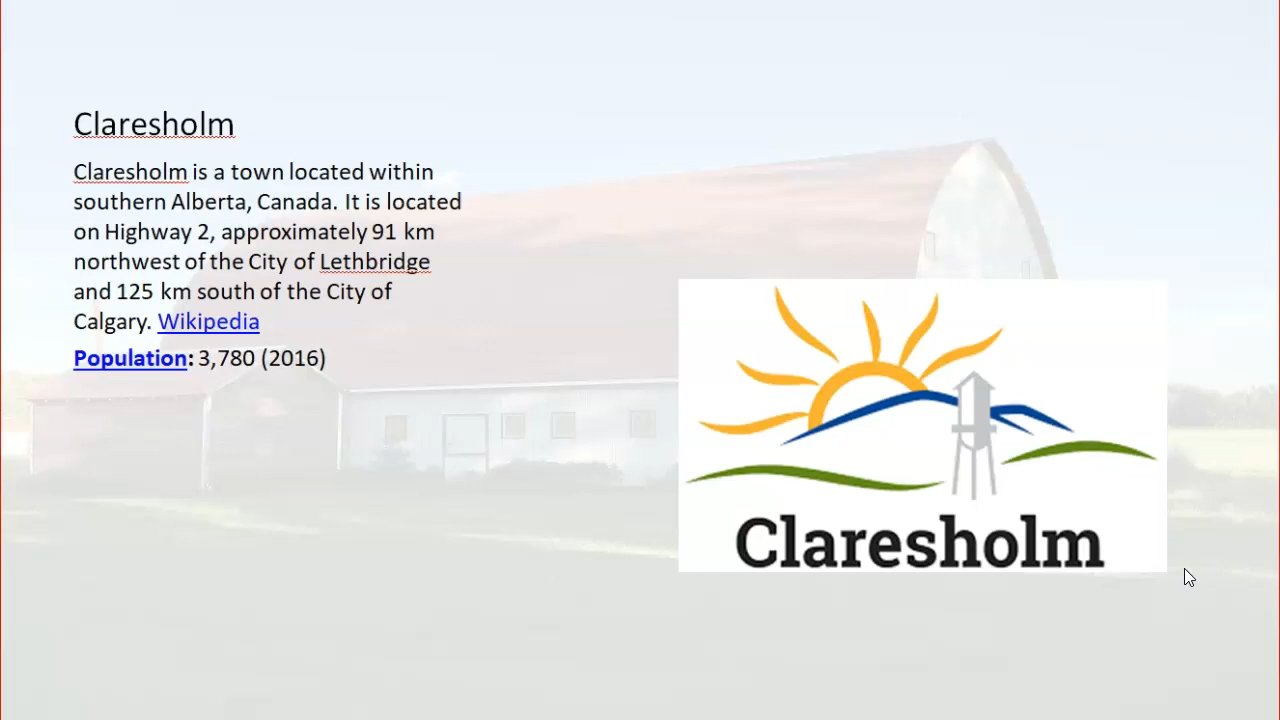 Claresholm
Claresholm is a town located within
southern Alberta, Canada. It is located
on Highway 2, approximately 91 km
northwest of the City of Lethbridge
and 125 km south of the City of
Calgary. Wikipedia
Population: 3,780 (2016)
Claresholm